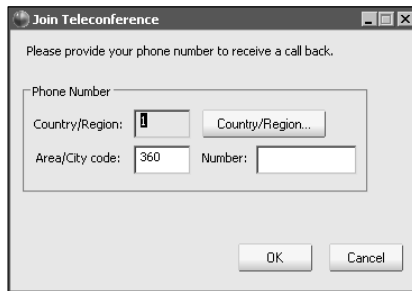 Join Teleconference
Please provide your phone number to receive a call back.
Phone Number
Country/Region: 1 Country/Region...
Area/City code: 360 Number:
OK Cancel